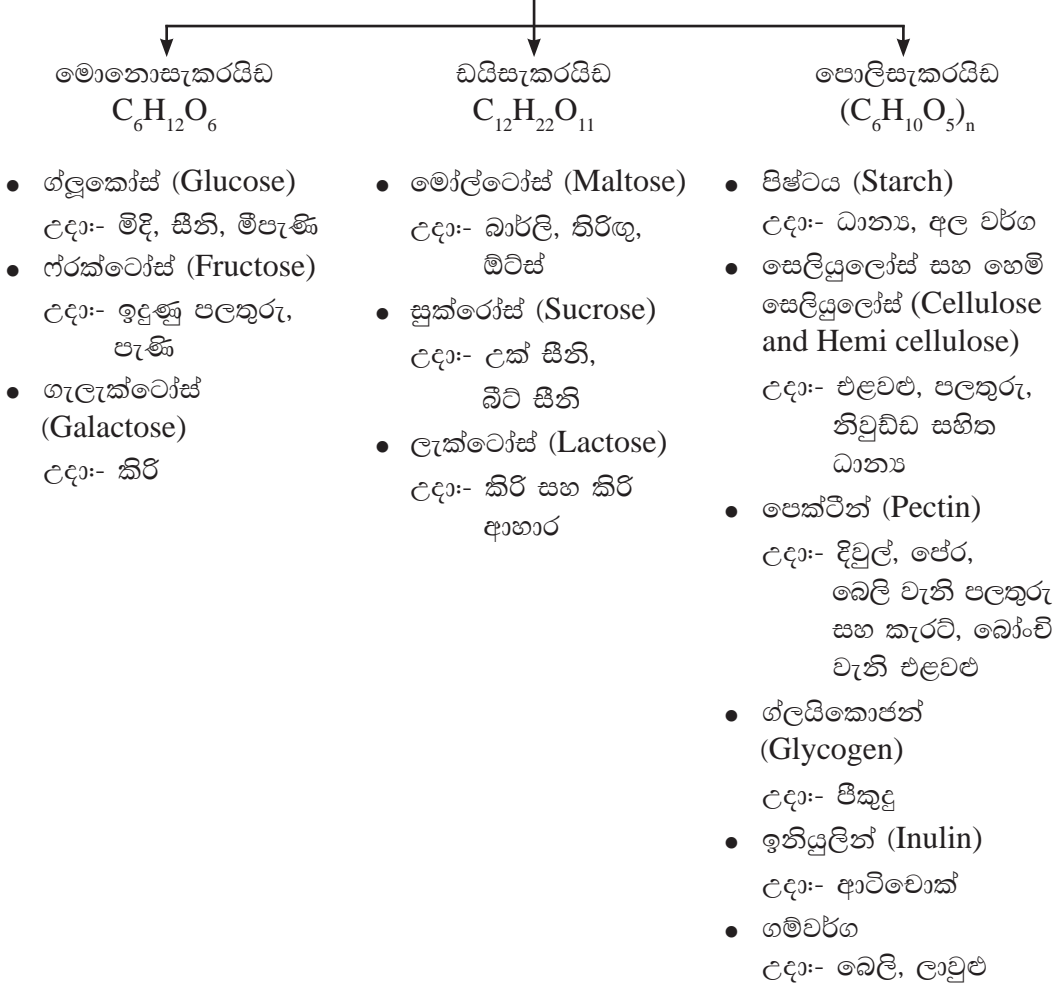 මොනොසැකරයිඩ
C₆H₁₂O₆
● ග්ලූකෝස් (Glucose)
උදාః- මිදි, සීනි, මීපැණි
● ෆ්රක්ටෝස් (Fructose)
උදාః- ඉදුණු පලතුරු,
පැණි
● ගැලැක්ටෝස්
(Galactose)
උදාః- කිරි
ඩයිසැකරයිඩ
C₁₂H₂₂O₁₁
● මෝල්ටෝස් (Maltose)
උදාః- බාර්ලි, තිරිඟු,
ඕට්ස්
● සුක්රෝස් (Sucrose)
උදාః- උක් සීනි,
බීට් සීනි
● ලැක්ටෝස් (Lactose)
උදාః- කිරි සහ කිරි
ආහාර
පොලිසැකරයිඩ
(C₆H₁₀O₅)ₙ
● පිෂ්ටය (Starch)
උදාః- ධාන්‍ය, අල වර්ග
● සෙලියුලෝස් සහ හෙමි
සෙලියුලෝස් (Cellulose
and Hemi cellulose)
උදාః- එළවළු, පලතුරු,
නිවුඩ්ඩ සහිත
ධාන්‍ය
● පෙක්ටීන් (Pectin)
උදාః- දිවුල්, පේර,
බෙලි වැනි පලතුරු
සහ කැරට්, බෝංචි
වැනි එළවළු
● ග්ලයිකොජන්
(Glycogen)
උදාః- පීකුදු
● ඉනියුලින් (Inulin)
උදාః- ආටිචොක්
● ගම්වර්ග
උදාః- බෙලි, ලාවුළු